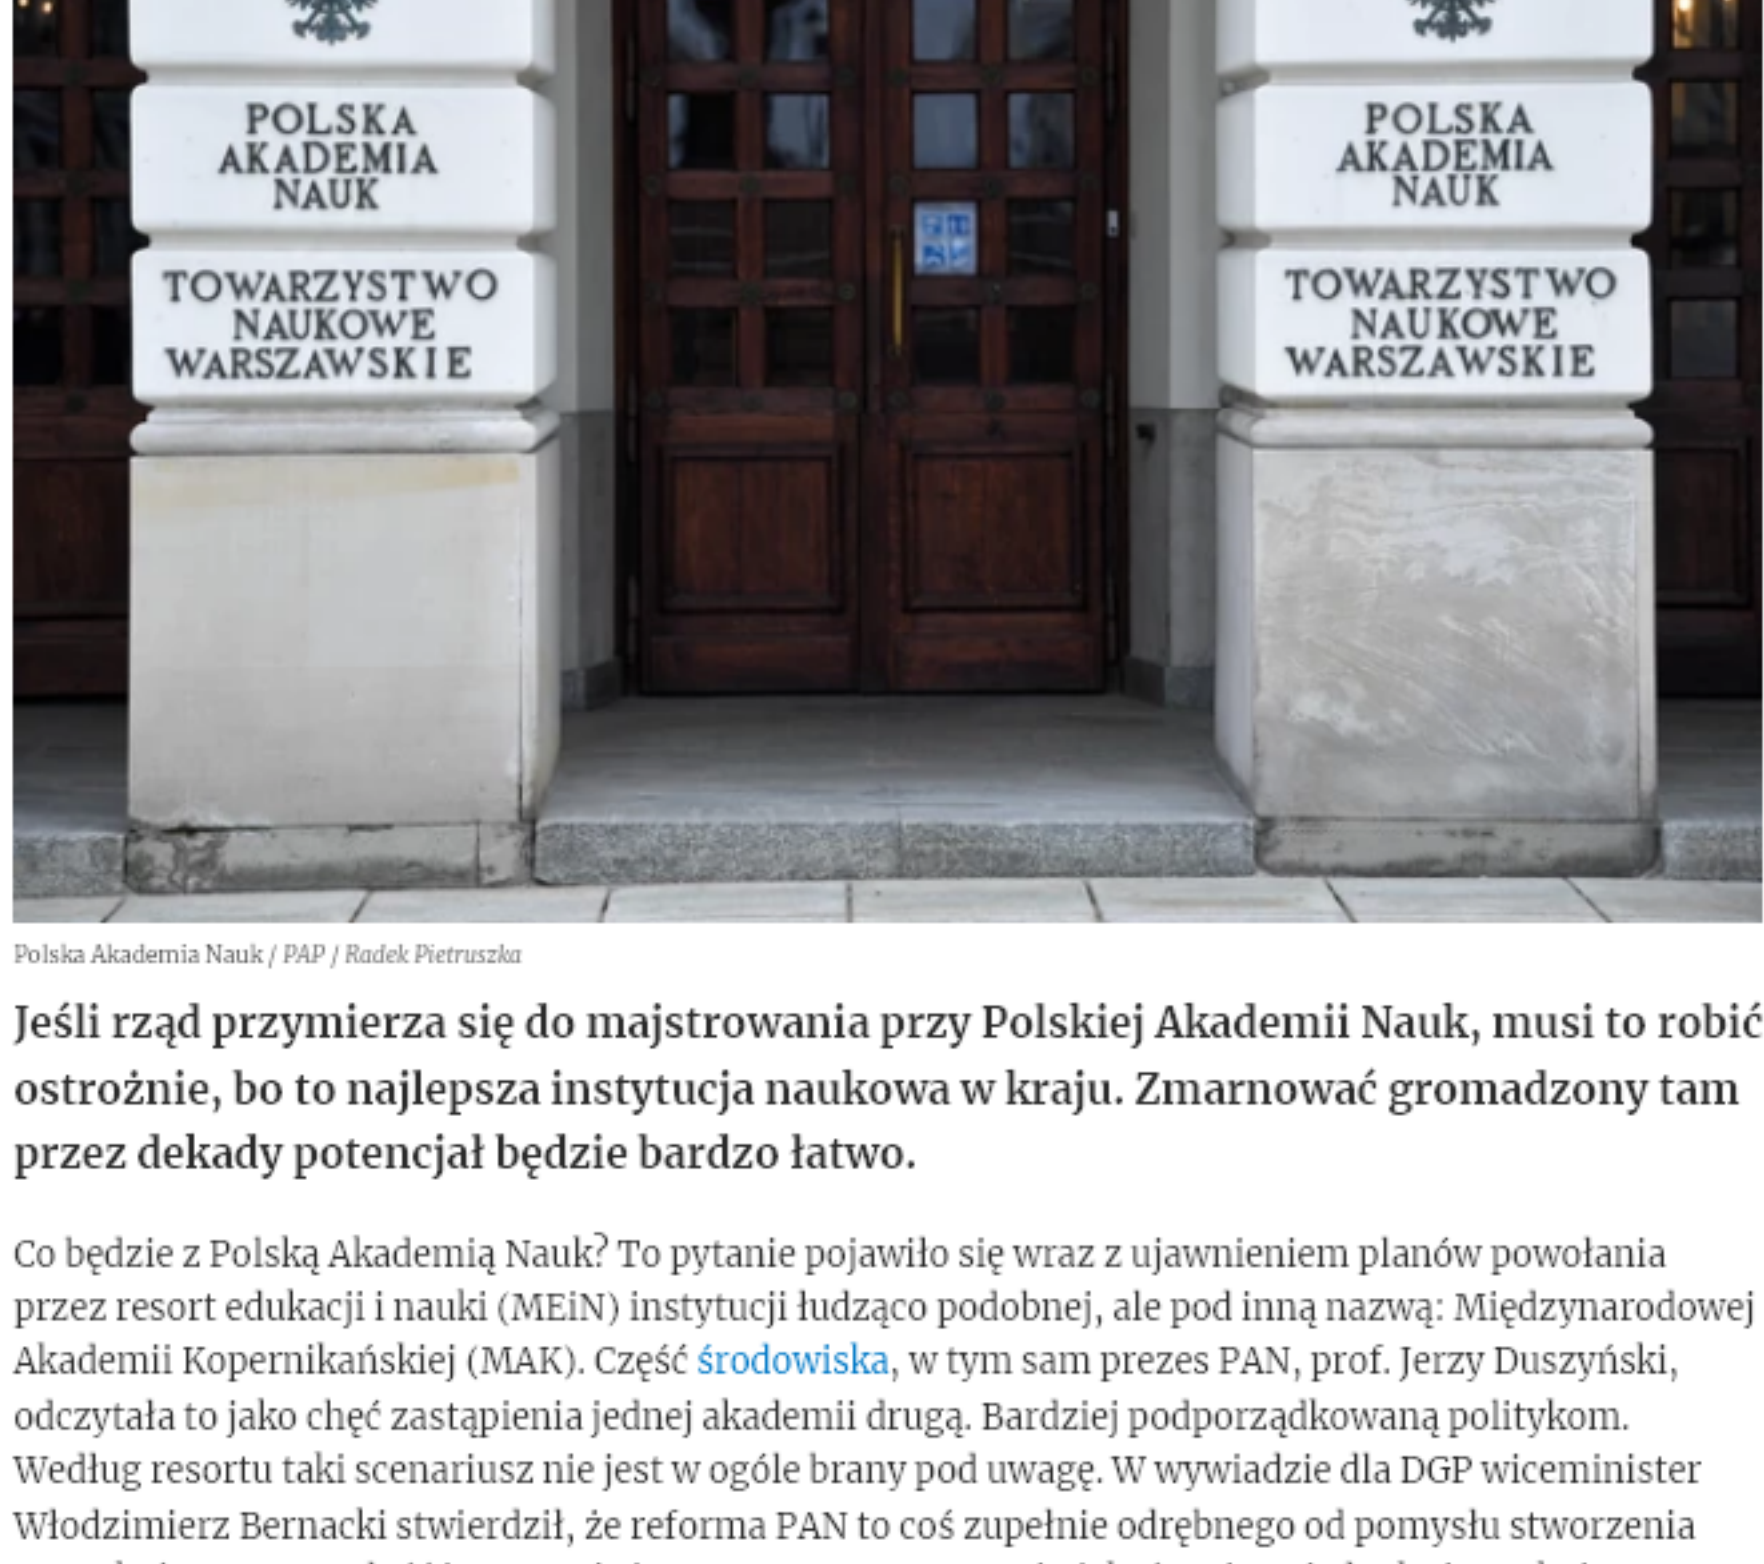 POLSKA
AKADEMIA
NAUK
TOWARZYSTWO
NAUKOWE
WARSZAWSKIE
POLSKA
AKADEMIA
NAUK
TOWARZYSTWO
NAUKOWE
WARSZAWSKIE
Polska Akademia Nauk / PAP / Radek Pietruszka
Jeśli rząd przymierza się do majstrowania przy Polskiej Akademii Nauk, musi to robić
ostrożnie, bo to najlepsza instytucja naukowa w kraju. Zmarnować gromadzony tam
przez dekady potencjał będzie bardzo łatwo.
Co będzie z Polską Akademią Nauk? To pytanie pojawiło się wraz z ujawnieniem planów powołania
przez resort edukacji i nauki (MEiN) instytucji łudząco podobnej, ale pod inną nazwą: Międzynarodowej
Akademii Kopernikańskiej (MAK). Część środowiska, w tym sam prezes PAN, prof. Jerzy Duszyński,
odczytała to jako chęć zastąpienia jednej akademii drugą. Bardziej podporządkowaną politykom.
Według resortu taki scenariusz nie jest w ogóle brany pod uwagę. W wywiadzie dla DGP wiceminister
Włodzimierz Bernacki stwierdził, że reforma PAN to coś zupełnie odrębnego od pomysłu stworzenia